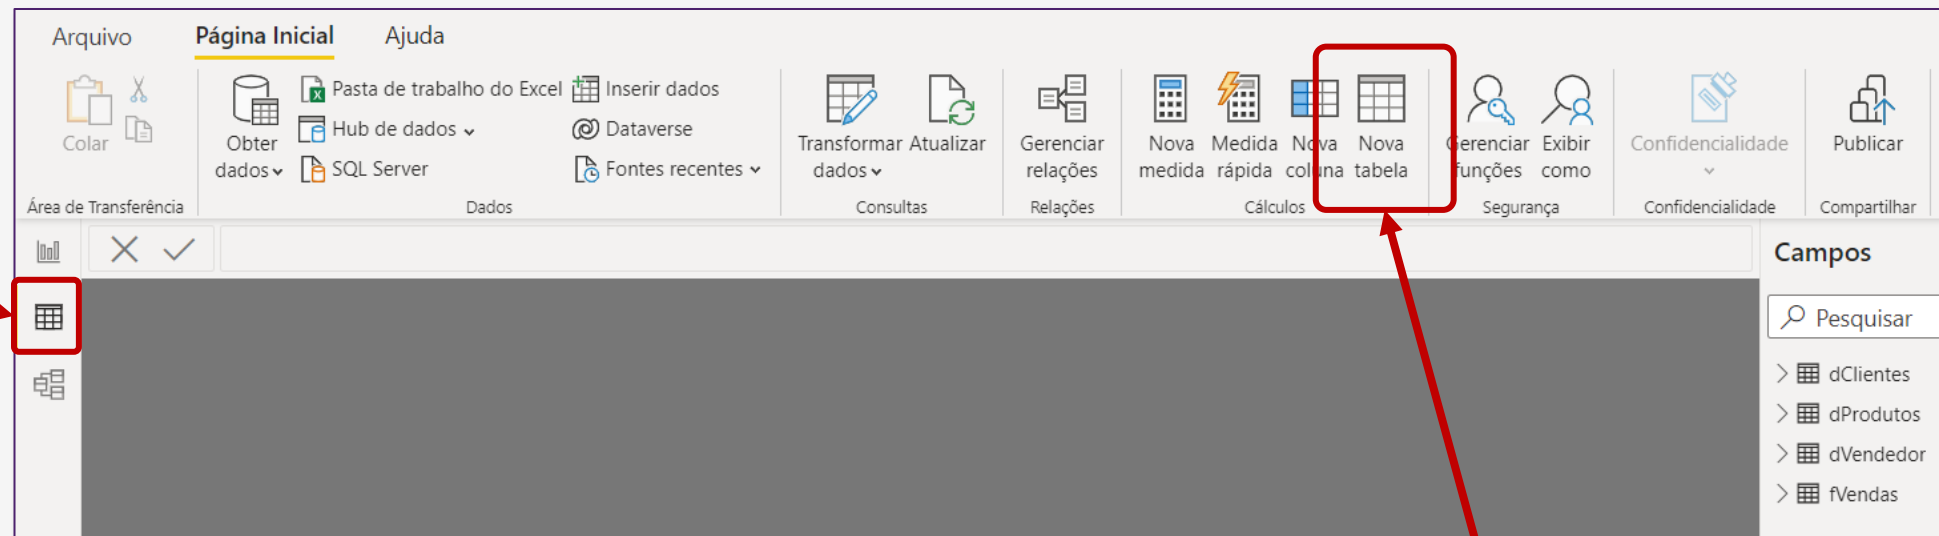 Arquivo Página Inicial Ajuda
Colar
Área de Transferência
Obter
dados
Pasta de trabalho do Excel
Hub de dados
SQL Server
Inserir dados
Dataverse
Fontes recentes
Dados
Transformar
dados
Atualizar
Consultas
Gerenciar
relações
Relações
Nova
medida
Medida
rápida
Nova
coluna
Nova
tabela
Cálculos
Gerenciar
funções
Exibir
como
Segurança
Confidencialidade
Confidencialidade
Publicar
Compartilhar
Campos
Pesquisar
dClientes
dProdutos
dVendedor
fVendas